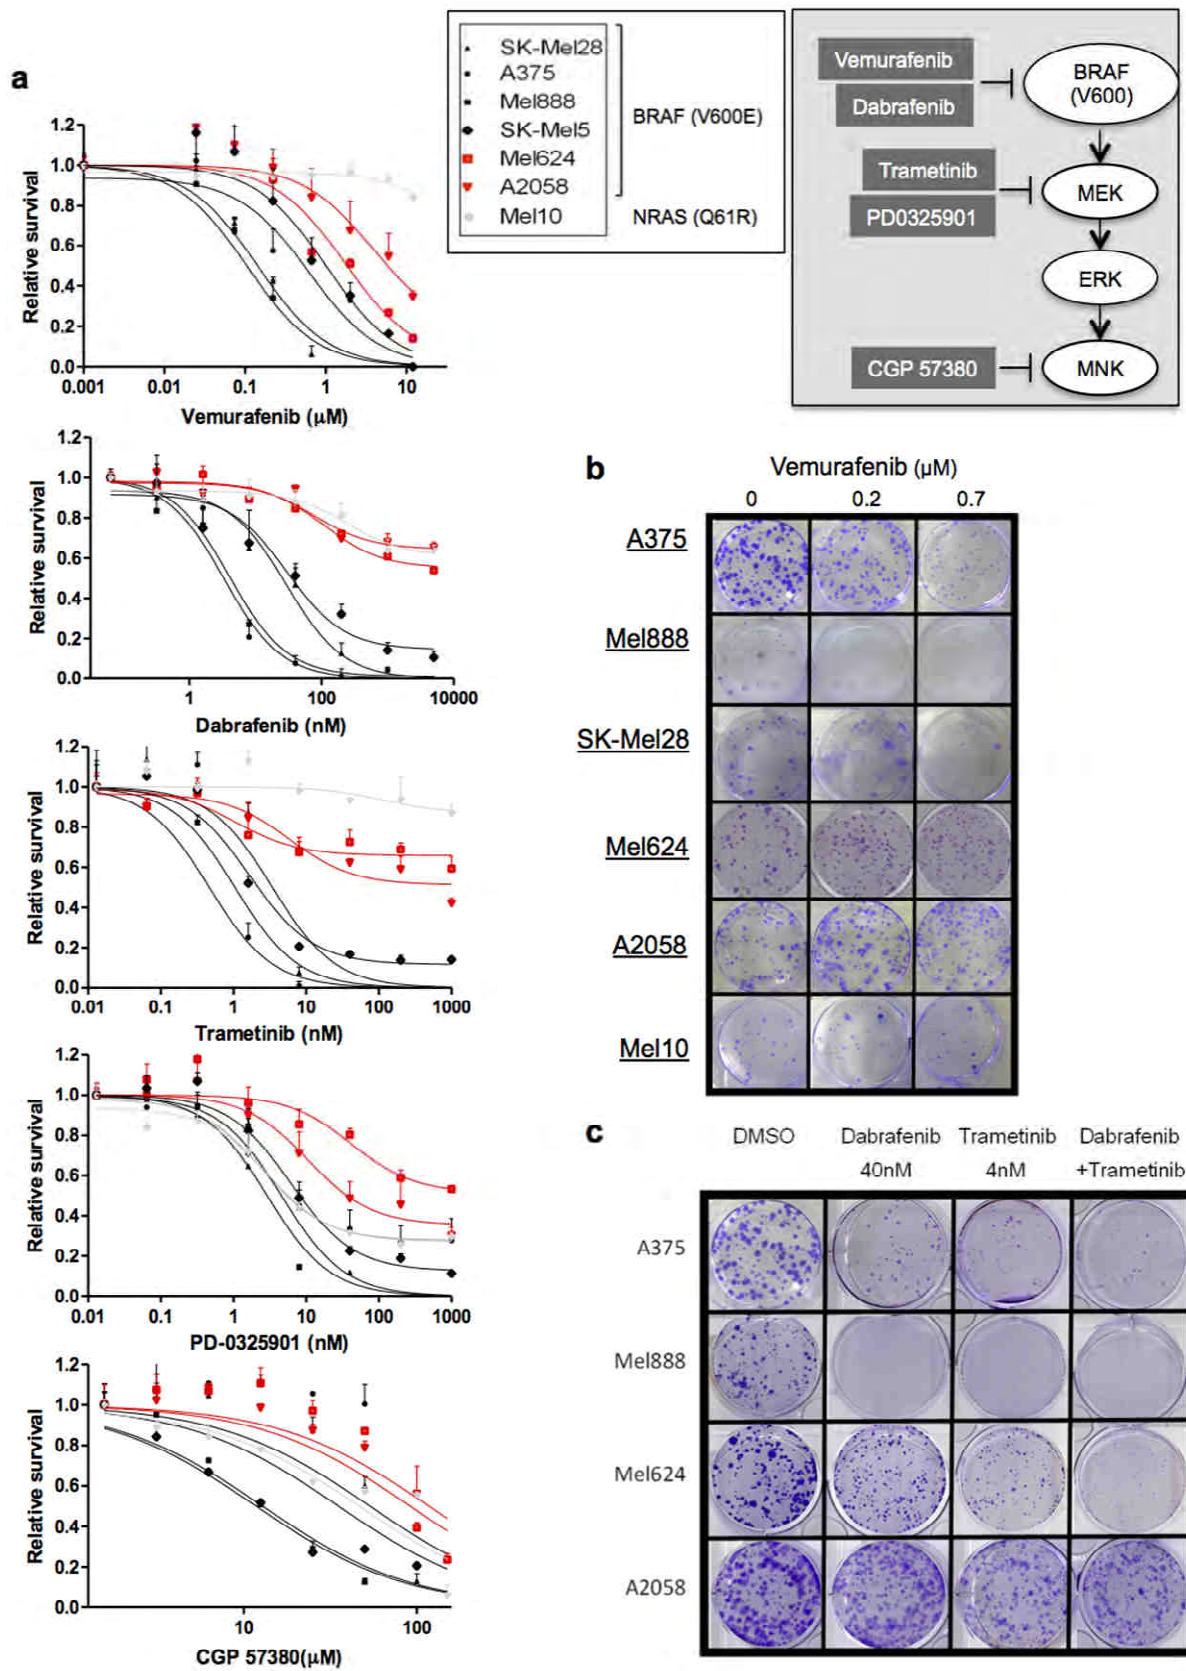 a
1.2
1.0
0.8
0.6
0.4
0.2
0.0
Relative survival
0.001
0.01
0.1
1
10
Vemurafenib (μM)
SK-Mel28
A375
Mel888
SK-Mel5
Mel624
A2058
Mel10
BRAF (V600E)
NRAS (Q61R)
Vemurafenib
Dabrafenib
BRAF
(V600)
Trametinib
PD0325901
MEK
ERK
CGP 57380
MNK
1.2
1.0
0.8
0.6
0.4
0.2
0.0
Relative survival
1
100
10000
Dabrafenib (nM)
1.2
1.0
0.8
0.6
0.4
0.2
0.0
Relative survival
0.01
0.1
1
10
100
1000
Trametinib (nM)
1.2
1.0
0.8
0.6
0.4
0.2
0.0
Relative survival
0.01
0.1
1
10
100
1000
PD-0325901 (nM)
1.2
1.0
0.8
0.6
0.4
0.2
0.0
Relative survival
10
100
CGP 57380(μM)
b
Vemurafenib (μM)
0 0.2 0.7
A375
Mel888
SK-Mel28
Mel624
A2058
Mel10
c
DMSO Dabrafenib Trametinib Dabrafenib
40nM 4nM +Trametinib
A375
Mel888
Mel624
A2058